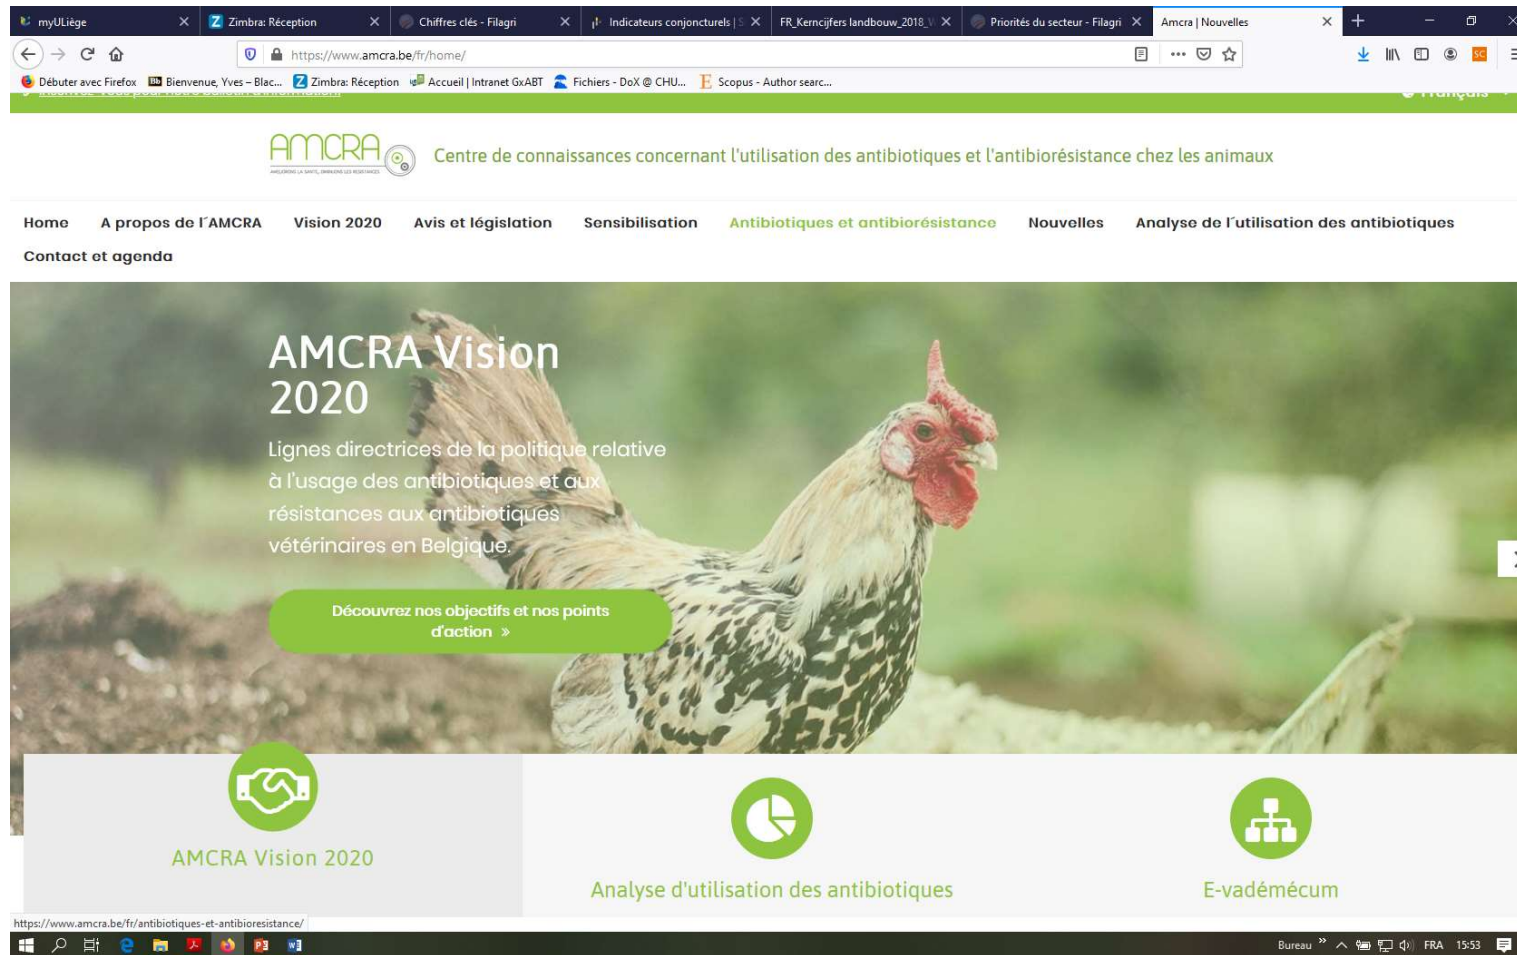 myULiège
Zimbra: Réception
Chiffres clés - Filagri
Indicateurs conjoncturels | S
FR_Kerncijfers landbouw_2018_V
Priorités du secteur - Filagri
Amcra | Nouvelles
https://www.amcra.be/fr/home/
Débuter avec Firefox
Bienvenue, Yves – Blac...
Zimbra: Réception
Accueil | Intranet GxABT
Fichiers - DoX @ CHU...
Scopus - Author searc...
Français
AMCRA
Centre de connaissances concernant l'utilisation des antibiotiques et l'antibiorésistance chez les animaux
Home A propos de l´AMCRA Vision 2020 Avis et législation Sensibilisation Antibiotiques et antibiorésistance Nouvelles Analyse de l´utilisation des antibiotiques
Contact et agenda
AMCRA Vision
2020
Lignes directrices de la politique relative
à l'usage des antibiotiques et aux
résistances aux antibiotiques
vétérinaires en Belgique.
Découvrez nos objectifs et nos points
d'action »
AMCRA Vision 2020
Analyse d'utilisation des antibiotiques
E-vadémécum
https://www.amcra.be/fr/antibiotiques-et-antibioresistance/
Bureau » FRA 15:53